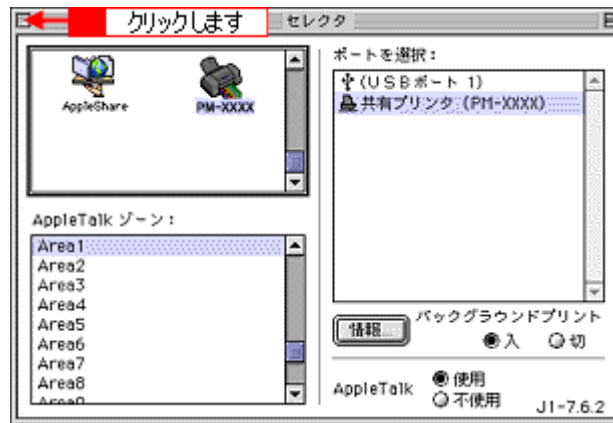 クリックします
セレクタ
AppleShare
PM-XXXX
ポートを選択：
(USBポート 1)
共有プリンタ (PM-XXXX)
AppleTalk ゾーン：
Area1
Area2
Area3
Area4
Area5
Area6
Area7
Area8
情報...
バックグラウンドプリント
入 切
AppleTalk
使用
不使用
J1-7.6.2